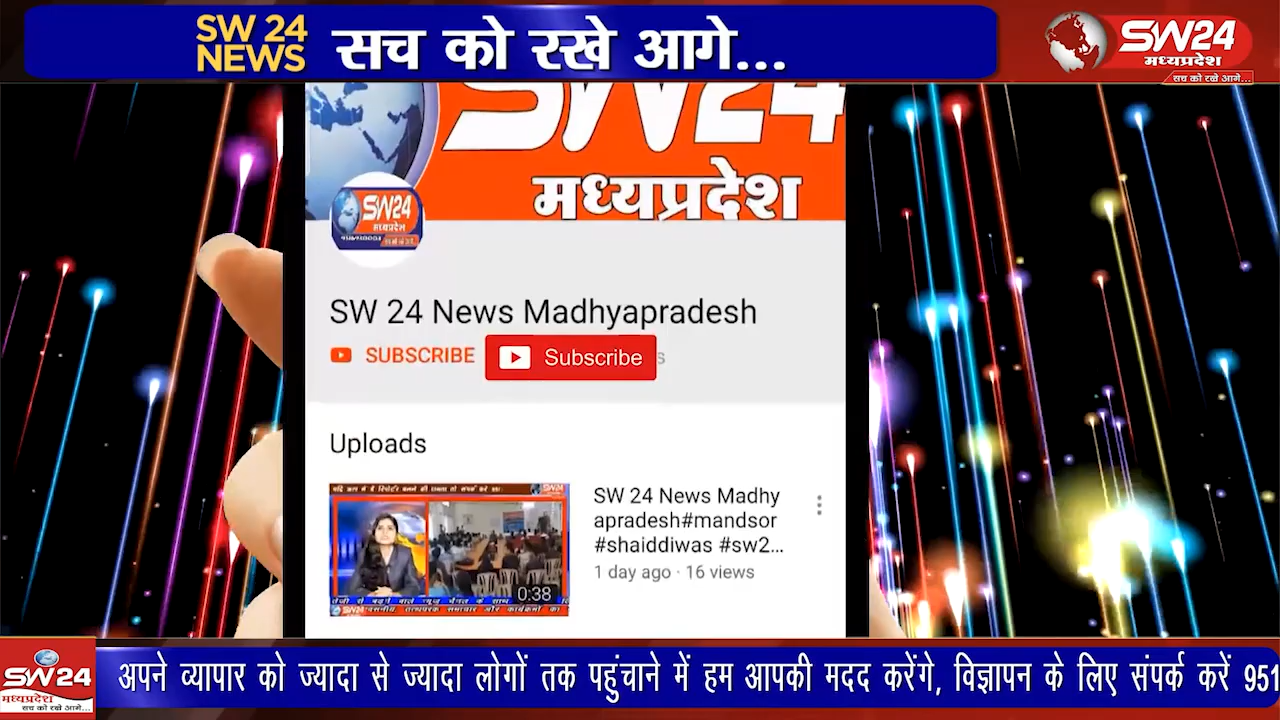 SW 24
NEWS
सच को रखे आगे...
SW24
मध्यप्रदेश
सच को रखे आगे...
SW24
मध्यप्रदेश
SW24
मध्यप्रदेश
SW 24 News Madhyapradesh
SUBSCRIBE
Subscribe
s
Uploads
SW 24 News Madhy
apradesh#mandsor
#shaiddiwas #sw2...
1 day ago · 16 views
0:38
SW24
मध्यप्रदेश
सच को रखे आगे...
अपने व्यापार को ज्यादा से ज्यादा लोगों तक पहुंचाने में हम आपकी मदद करेंगे, विज्ञापन के लिए संपर्क करें 951